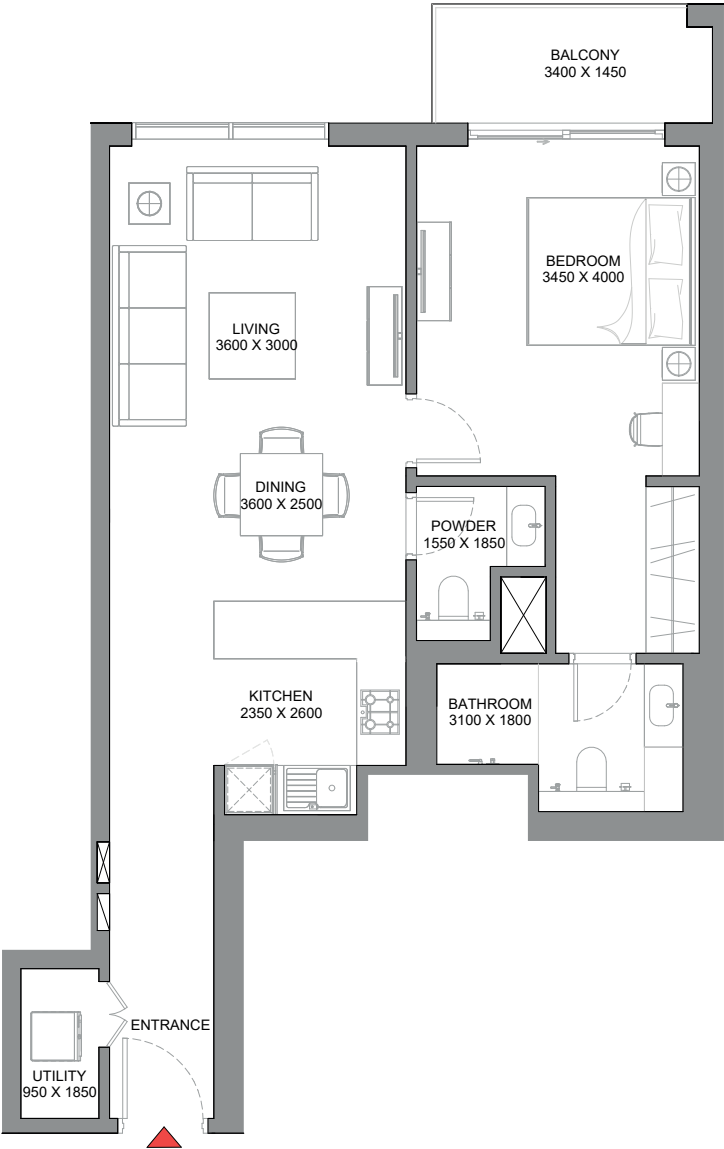 BALCONY
3400 X 1450
BEDROOM
3450 X 4000
LIVING
3600 X 3000
DINING
3600 X 2500
POWDER
1550 X 1850
KITCHEN
2350 X 2600
BATHROOM
3100 X 1800
ENTRANCE
UTILITY
950 X 1850